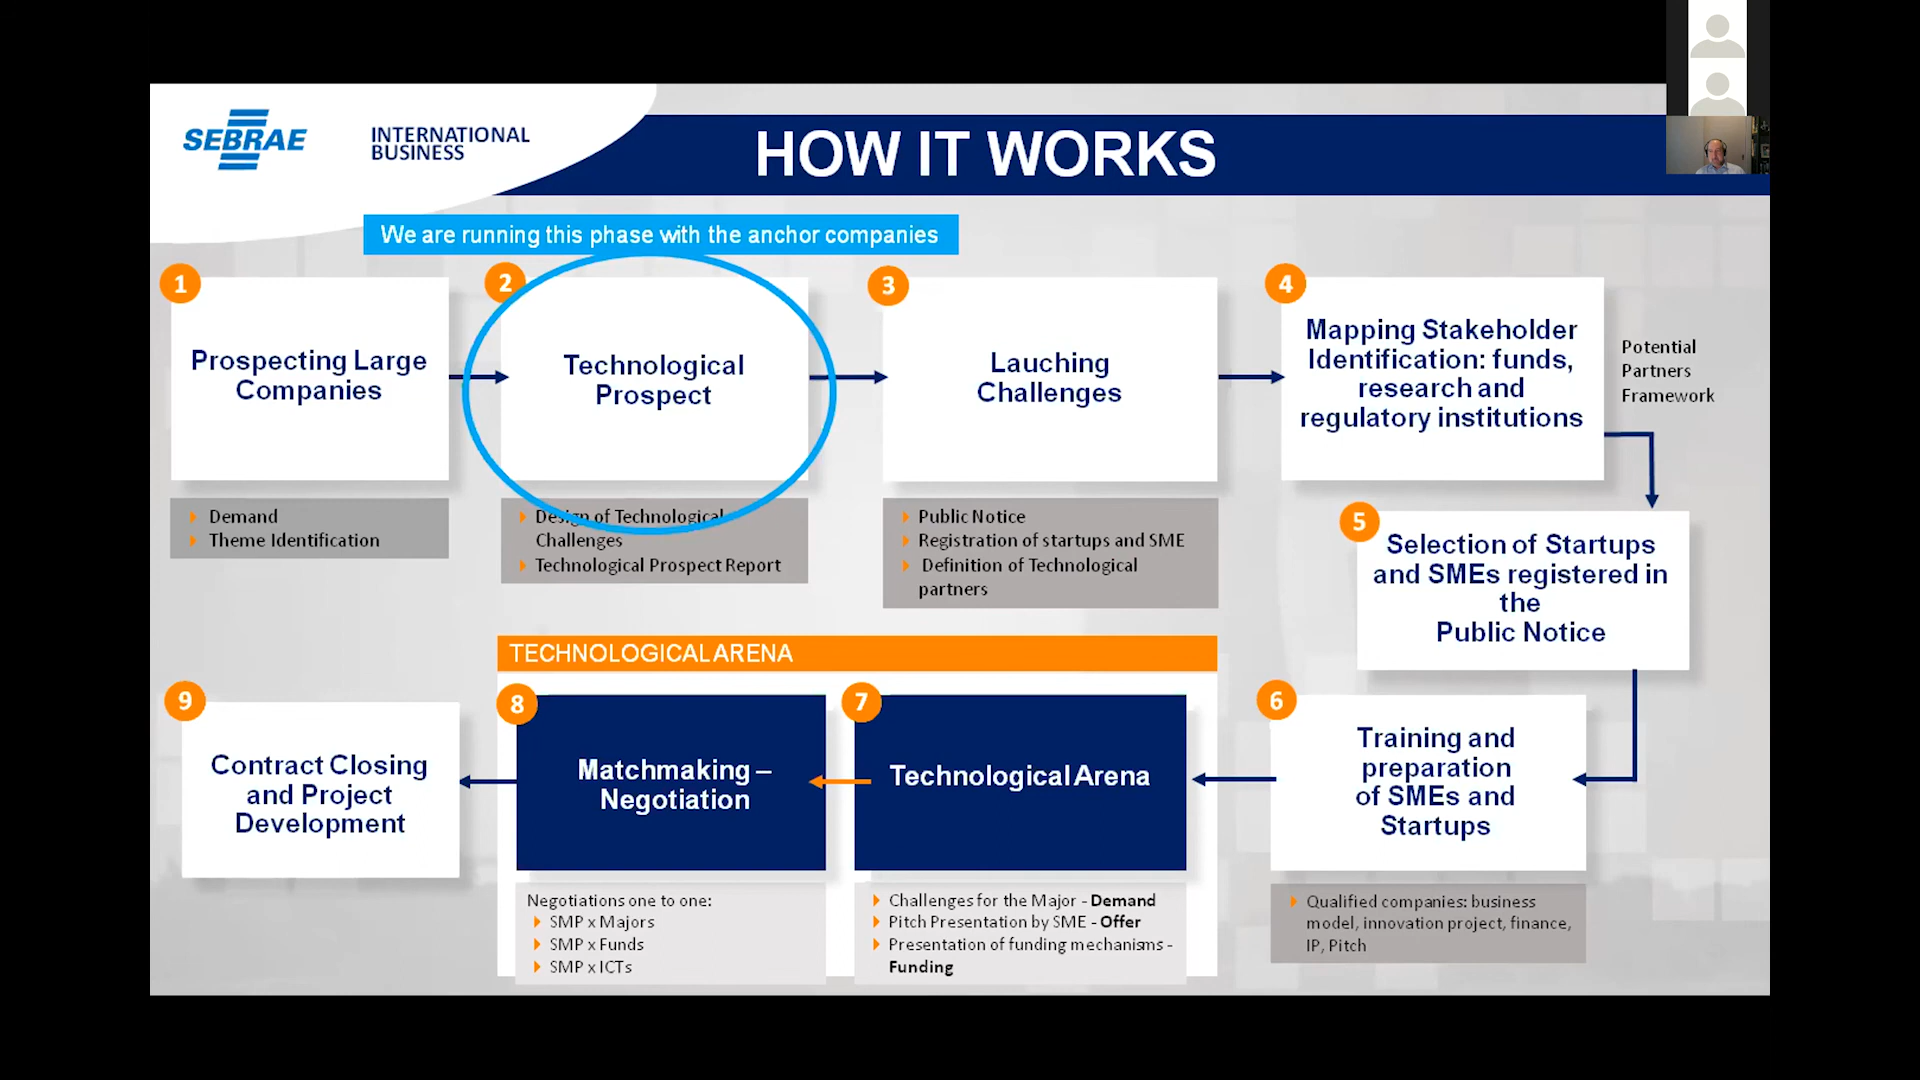 SEBRAE
INTERNATIONAL
BUSINESS
HOW IT WORKS
We are running this phase with the anchor companies
1
Prospecting Large
Companies
Demand
Theme Identification
2
Technological
Prospect
Design of Technological
Challenges
Technological Prospect Report
3
Lauching
Challenges
Public Notice
Registration of startups and SME
Definition of Technological
partners
4
Mapping Stakeholder
Identification: funds,
research and
regulatory institutions
Potential
Partners
Framework
5
Selection of Startups
and SMEs registered in
the
Public Notice
6
Training and
preparation
of SMEs and
Startups
Qualified companies: business
model, innovation project, finance,
IP, Pitch
TECHNOLOGICAL ARENA
7
Technological Arena
Challenges for the Major - Demand
Pitch Presentation by SME - Offer
Presentation of funding mechanisms -
Funding
8
Matchmaking –
Negotiation
Negotiations one to one:
SMP x Majors
SMP x Funds
SMP x ICTs
9
Contract Closing
and Project
Development